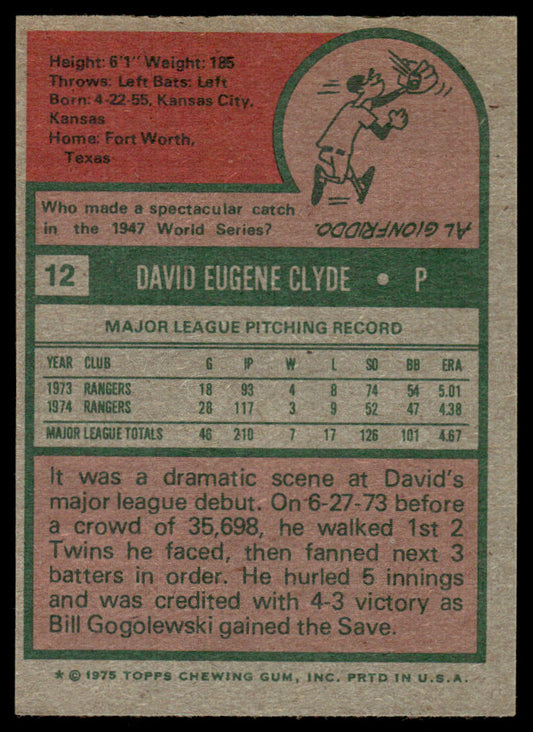 Height: 6'1" Weight: 185
Throws: Left Bats: Left
Born: 4-22-55, Kansas City,
Kansas
Home: Fort Worth,
Texas
Who made a spectacular catch
in the 1947 World Series?
AL GIONFRIDDO.
12 DAVID EUGENE CLYDE • P
MAJOR LEAGUE PITCHING RECORD
YEAR CLUB G IP W L SO BB ERA
1973 RANGERS 18 93 4 8 74 54 5.01
1974 RANGERS 28 117 3 9 52 47 4.38
MAJOR LEAGUE TOTALS 46 210 7 17 126 101 4.67
It was a dramatic scene at David's
major league debut. On 6-27-73 before
a crowd of 35,698, he walked 1st 2
Twins he faced, then fanned next 3
batters in order. He hurled 5 innings
and was credited with 4-3 victory as
Bill Gogolewski gained the Save.
* © 1975 TOPPS CHEWING GUM, INC. PRTD IN U.S.A.